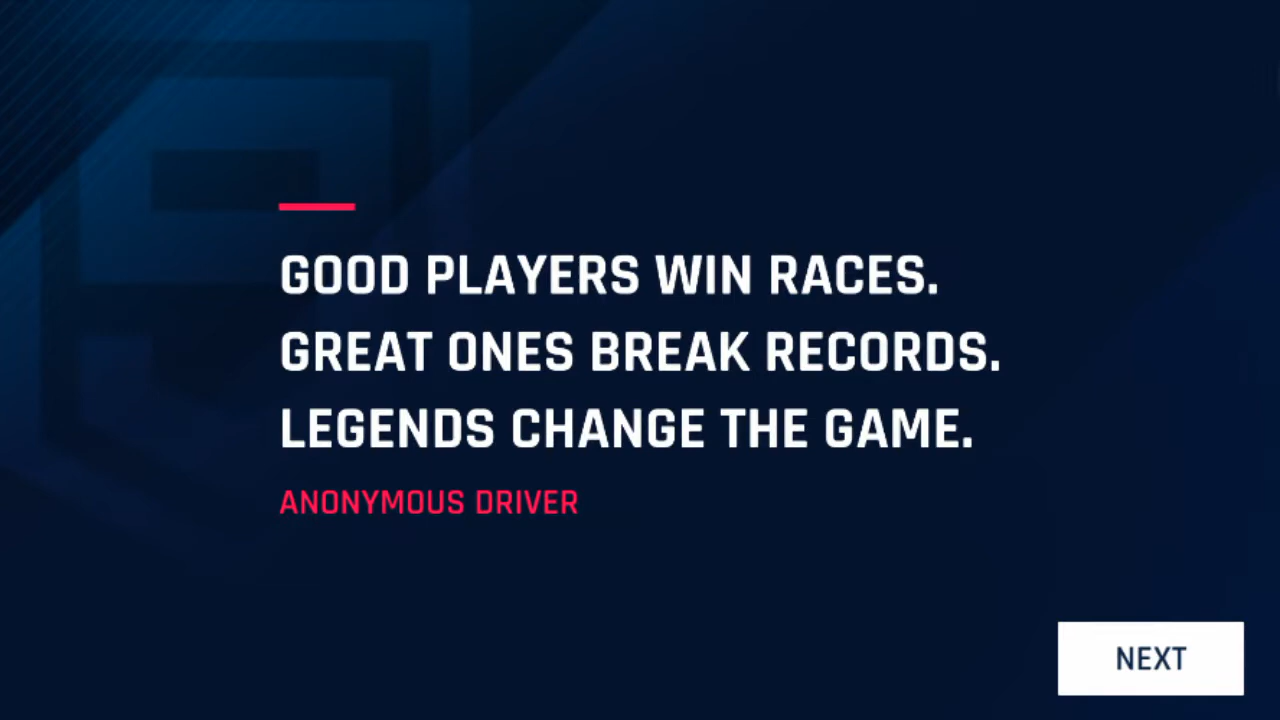 GOOD PLAYERS WIN RACES.
GREAT ONES BREAK RECORDS.
LEGENDS CHANGE THE GAME.
ANONYMOUS DRIVER
NEXT